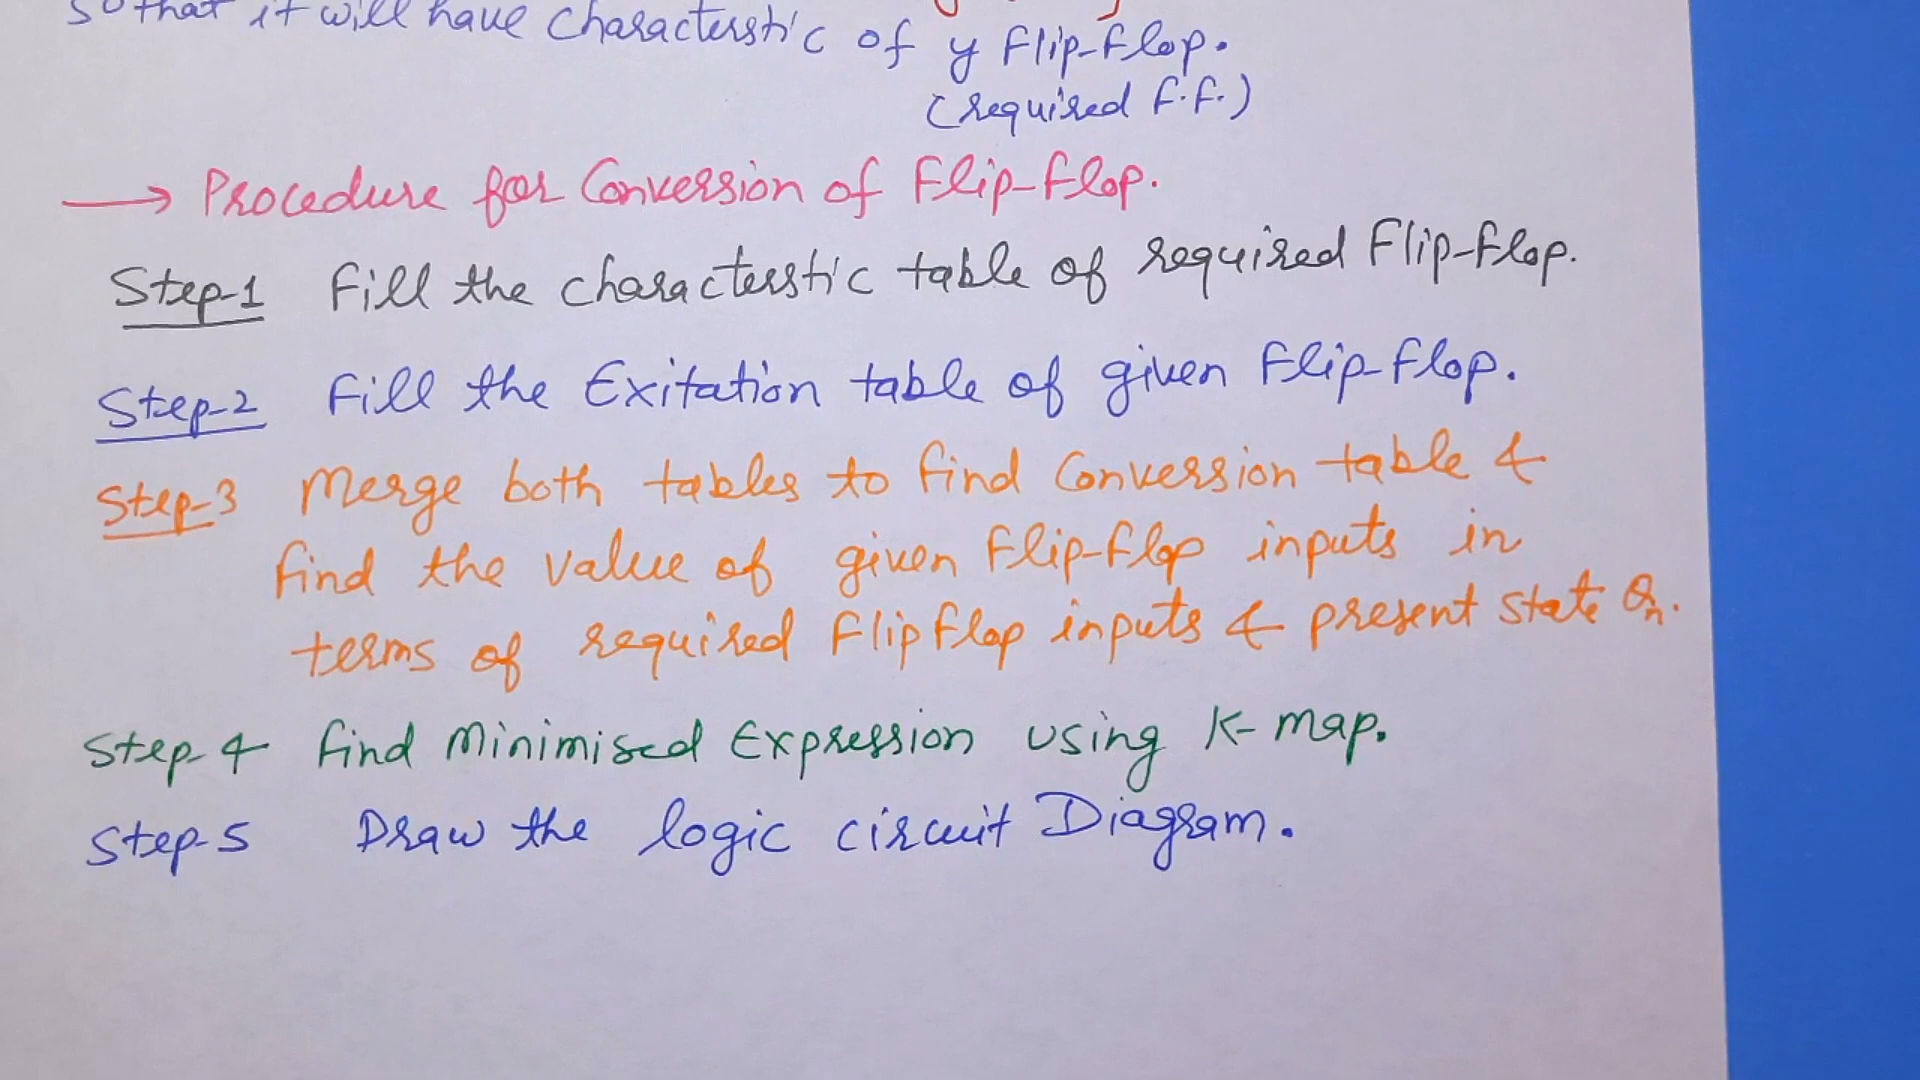 so that it will have characterstic of y Flip-Flop.
(required F.F.)
→ Procedure for Conversion of Flip-Flop.
Step-1 Fill the characterstic table of required Flip-Flop.
Step-2 Fill the Exitation table of given Flip-Flop.
Step-3 Merge both tables to find Conversion table &
find the value of given Flip-Flop inputs in
terms of required Flip Flop inputs & present state Qn.
Step-4 Find Minimised Expression using K-map.
Step-5 Draw the logic circuit Diagram.